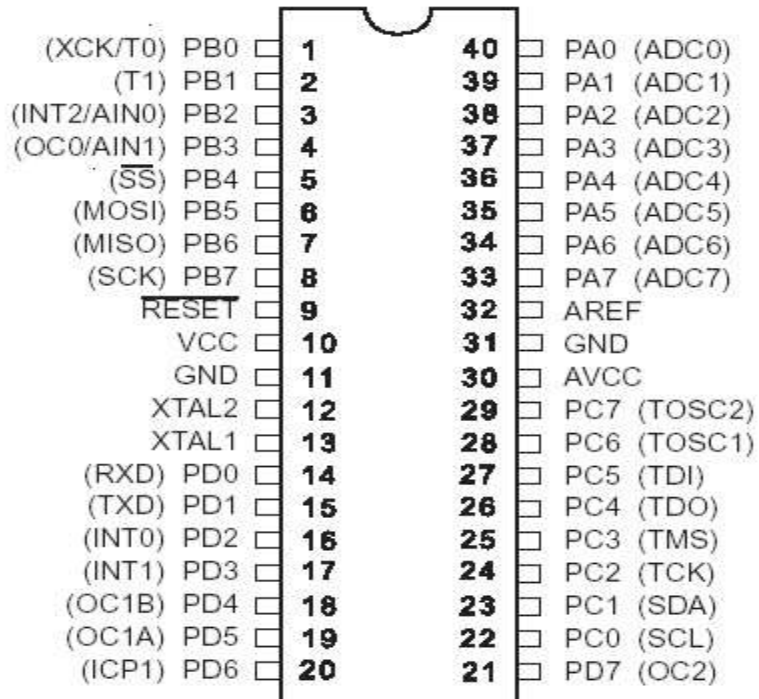 (XCK/T0) PB0 1 40 PA0 (ADC0)
(T1) PB1 2 39 PA1 (ADC1)
(INT2/AIN0) PB2 3 38 PA2 (ADC2)
(OC0/AIN1) PB3 4 37 PA3 (ADC3)
(SS) PB4 5 36 PA4 (ADC4)
(MOSI) PB5 6 35 PA5 (ADC5)
(MISO) PB6 7 34 PA6 (ADC6)
(SCK) PB7 8 33 PA7 (ADC7)
RESET 9 32 AREF
VCC 10 31 GND
GND 11 30 AVCC
XTAL2 12 29 PC7 (TOSC2)
XTAL1 13 28 PC6 (TOSC1)
(RXD) PD0 14 27 PC5 (TDI)
(TXD) PD1 15 26 PC4 (TDO)
(INT0) PD2 16 25 PC3 (TMS)
(INT1) PD3 17 24 PC2 (TCK)
(OC1B) PD4 18 23 PC1 (SDA)
(OC1A) PD5 19 22 PC0 (SCL)
(ICP1) PD6 20 21 PD7 (OC2)